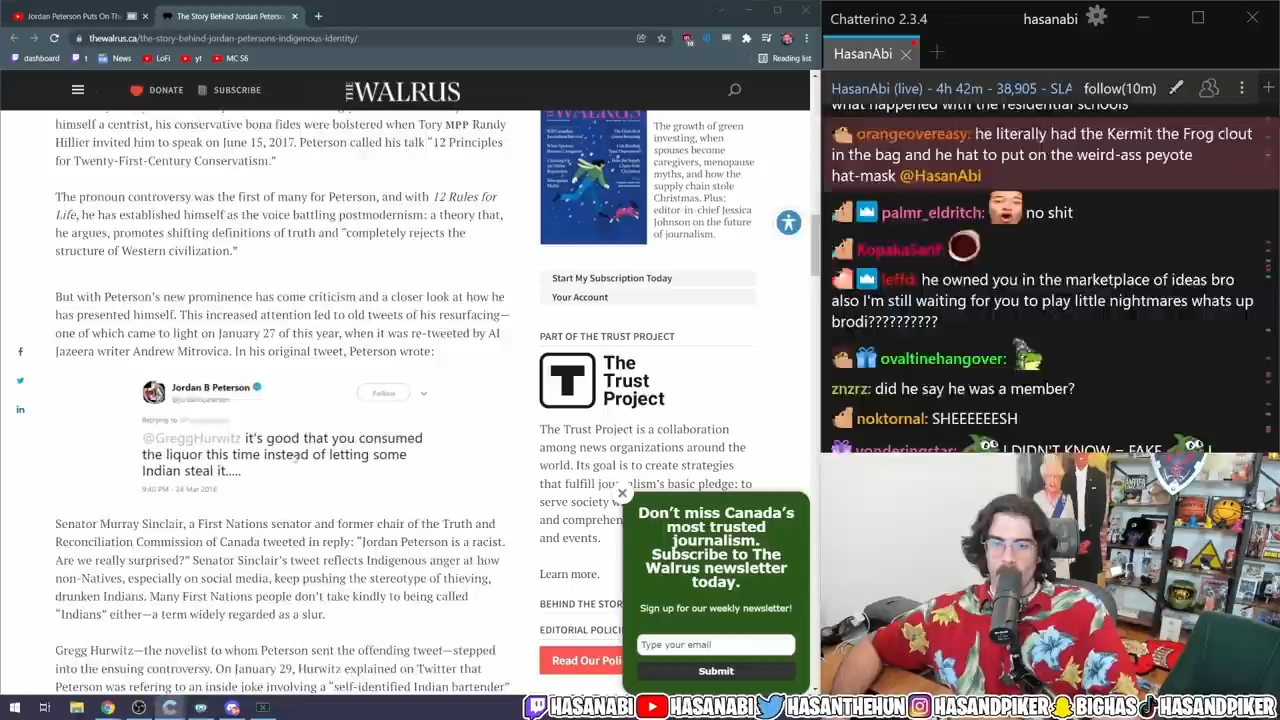 Jordan Peterson Puts On Th
The Story Behind Jordan Peterso
Chatterino 2.3.4
hasanabi
thewalrus.ca/the-story-behind-jordan-petersons-indigenous-identity/
HasanAbi
dashboard
t
News
LoFi
yt
MC S6
Reading list
DONATE
SUBSCRIBE
THE WALRUS
HasanAbi (live) - 4h 42m - 38,905 - SLA
follow(10m)
himself a centrist, his conservative bona fides were bolstered when Tory MPP Randy
Hillier invited him to speak on June 15, 2017. Peterson called his talk “12 Principles
for Twenty-First-Century Conservatism.”
The pronoun controversy was the first of many for Peterson, and with 12 Rules for
Life, he has established himself as the voice battling postmodernism: a theory that,
he argues, promotes shifting definitions of truth and “completely rejects the
structure of Western civilization.”
But with Peterson’s new prominence has come criticism and a closer look at how he
has presented himself. This increased attention led to old tweets of his resurfacing—
one of which came to light on January 27 of this year, when it was re-tweeted by Al
Jazeera writer Andrew Mitrovica. In his original tweet, Peterson wrote:
Jordan B Peterson
Follow
Replying to
@GreggHurwitz it's good that you consumed
the liquor this time instead of letting some
Indian steal it.....
9:40 PM - 24 Mar 2016
Senator Murray Sinclair, a First Nations senator and former chair of the Truth and
Reconciliation Commission of Canada tweeted in reply: “Jordan Peterson is a racist.
Are we really surprised?” Senator Sinclair’s tweet reflects Indigenous anger at how
non-Natives, especially on social media, keep pushing the stereotype of thieving,
drunken Indians. Many First Nations people don’t take kindly to being called
“Indians” either—a term widely regarded as a slur.
Gregg Hurwitz—the novelist to whom Peterson sent the offending tweet—stepped
into the brewing controversy. On January 29, Hurwitz explained on Twitter that
Peterson was referring to an inside joke involving a “self-identified Indian bartender”
The growth of green
investing, when
spouses become
caregivers, menopause
myths, and how the
supply chain stole
Christmas. Plus:
editor-in-chief Jessica
Johnson on the future
of journalism.
Start My Subscription Today
Your Account
PART OF THE TRUST PROJECT
The
Trust
Project
The Trust Project is a collaboration
among news organizations around the
world. Its goal is to create strategies
that fulfill journalism’s basic pledge: to
serve society w
and comprehen
and events.
Learn more.
BEHIND THE STOR
EDITORIAL POLICI
Read Our Poli
Don’t miss Canada’s
most trusted
journalism.
Subscribe to The
Walrus newsletter
today.
Sign up for our weekly newsletter!
Type your email
Submit
what happened with the residential schools
orangeovereasy: he literally had the Kermit the Frog clout
in the bag and he had to put on the weird-ass peyote
hat-mask @HasanAbi
palmr_eldritch: no shit
KopakaSarif:
jeffd: he owned you in the marketplace of ideas bro
also I'm still waiting for you to play little nightmares whats up
brodi??????????
ovaltinehangover:
znzrz: did he say he was a member?
noktornal: SHEEEEEESH
vonderingstar: I DIDN'T KNOW = FAKE
HASANABI HASANABI HASANTHEHUN HASANDPIKER BIGHAS HASANDPIKER